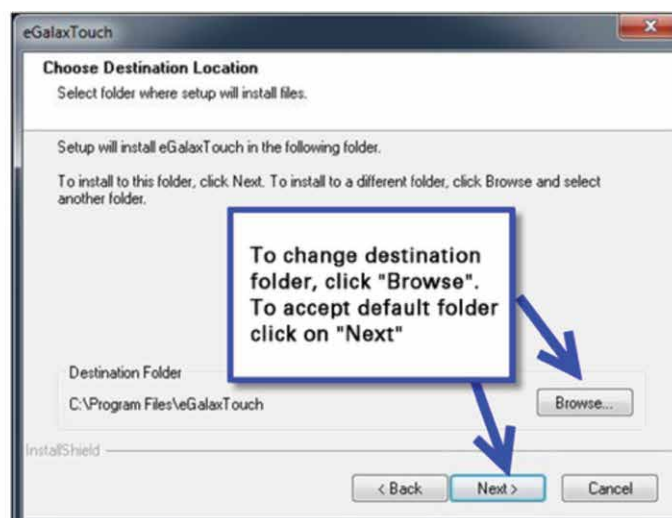 eGalaxTouch
Choose Destination Location
Select folder where setup will install files.
Setup will install eGalaxTouch in the following folder.
To install to this folder, click Next. To install to a different folder, click Browse and select
another folder.
To change destination
folder, click "Browse".
To accept default folder
click on "Next"
Destination Folder
C:\Program Files\eGalaxTouch
Browse...
InstallShield
< Back
Next >
Cancel